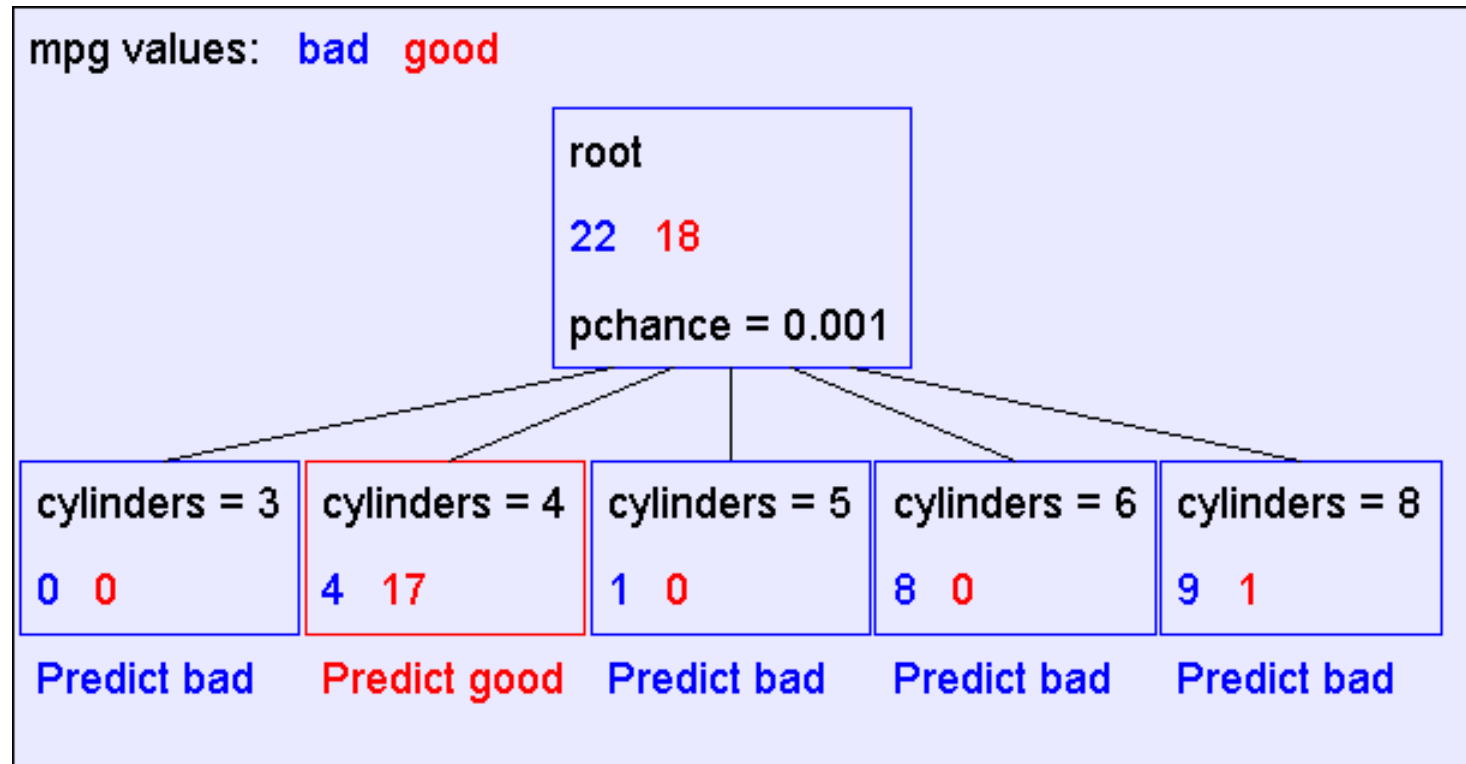 mpg values: bad good
root
22 18
pchance = 0.001
cylinders = 3
0 0
Predict bad
cylinders = 4
4 17
Predict good
cylinders = 5
1 0
Predict bad
cylinders = 6
8 0
Predict bad
cylinders = 8
9 1
Predict bad